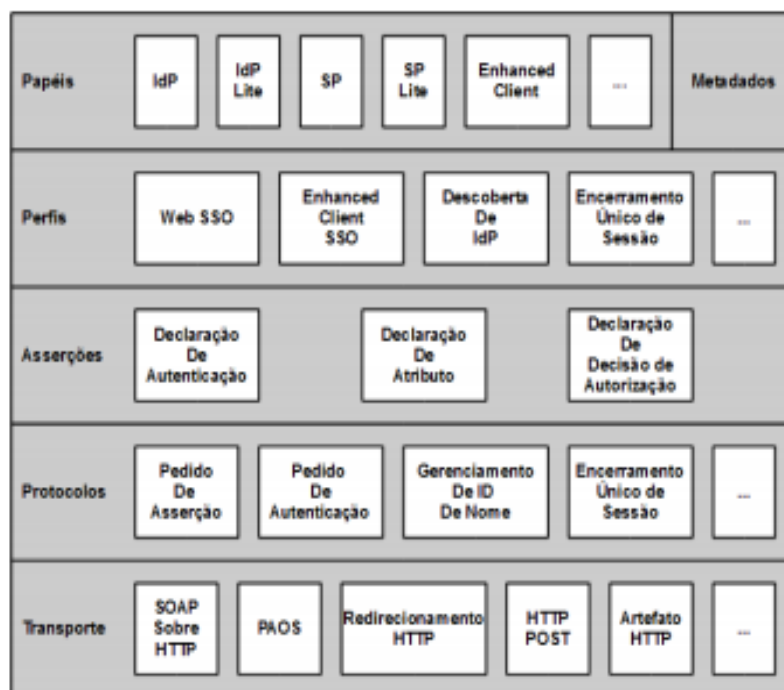 Papéis
IdP
IdP
Lite
SP
SP
Lite
Enhanced
Client
...
Metadados
Perfis
Web SSO
Enhanced
Client
SSO
Descoberta
De
IdP
Encerramento
Único de
Sessão
...
Asserções
Declaração
De
Autenticação
Declaração
De
Atributo
Declaração
De
Decisão de
Autorização
Protocolos
Pedido
De
Asserção
Pedido
De
Autenticação
Gerenciamento
De ID
De Nome
Encerramento
Único de
Sessão
...
Transporte
SOAP
Sobre
HTTP
PAOS
Redirecionamento
HTTP
HTTP
POST
Artefato
HTTP
...